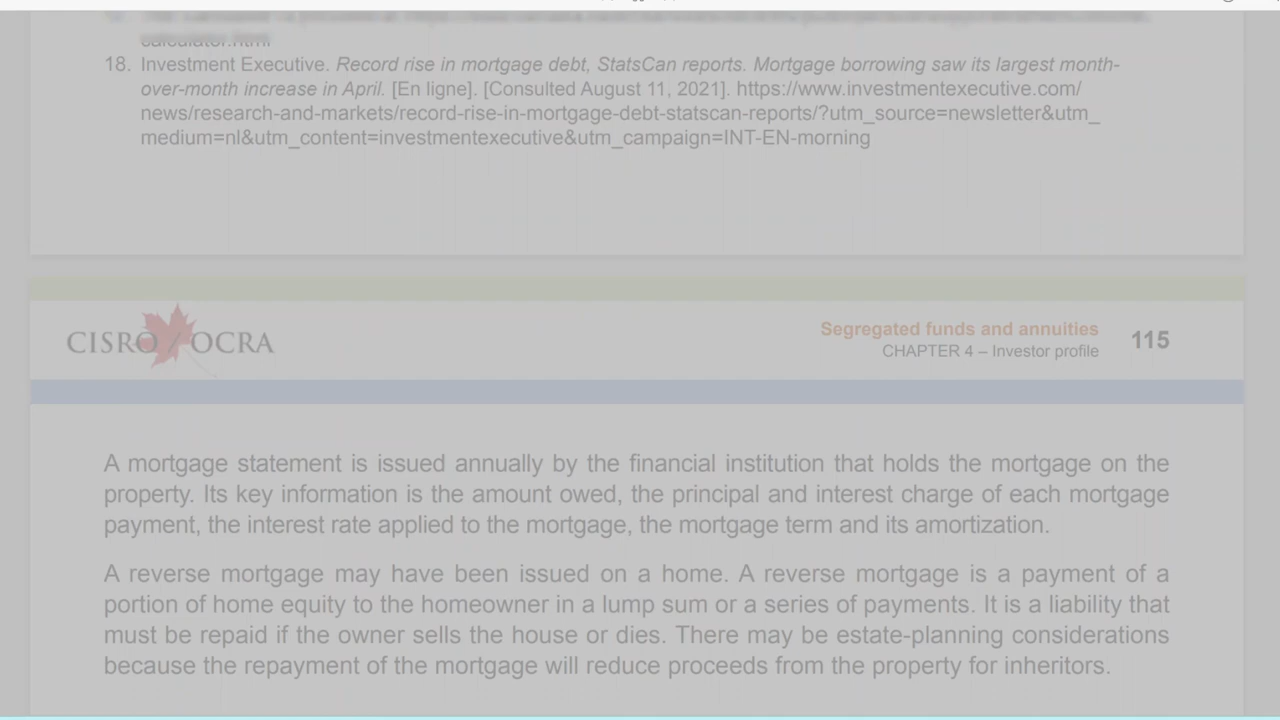 calculator.html
18. Investment Executive. Record rise in mortgage debt, StatsCan reports. Mortgage borrowing saw its largest month-
over-month increase in April. [En ligne]. [Consulted August 11, 2021]. https://www.investmentexecutive.com/
news/research-and-markets/record-rise-in-mortgage-debt-statscan-reports/?utm_source=newsletter&utm_
medium=nl&utm_content=investmentexecutive&utm_campaign=INT-EN-morning
CISRO / OCRA
Segregated funds and annuities
CHAPTER 4 – Investor profile
115
A mortgage statement is issued annually by the financial institution that holds the mortgage on the
property. Its key information is the amount owed, the principal and interest charge of each mortgage
payment, the interest rate applied to the mortgage, the mortgage term and its amortization.
A reverse mortgage may have been issued on a home. A reverse mortgage is a payment of a
portion of home equity to the homeowner in a lump sum or a series of payments. It is a liability that
must be repaid if the owner sells the house or dies. There may be estate-planning considerations
because the repayment of the mortgage will reduce proceeds from the property for inheritors.